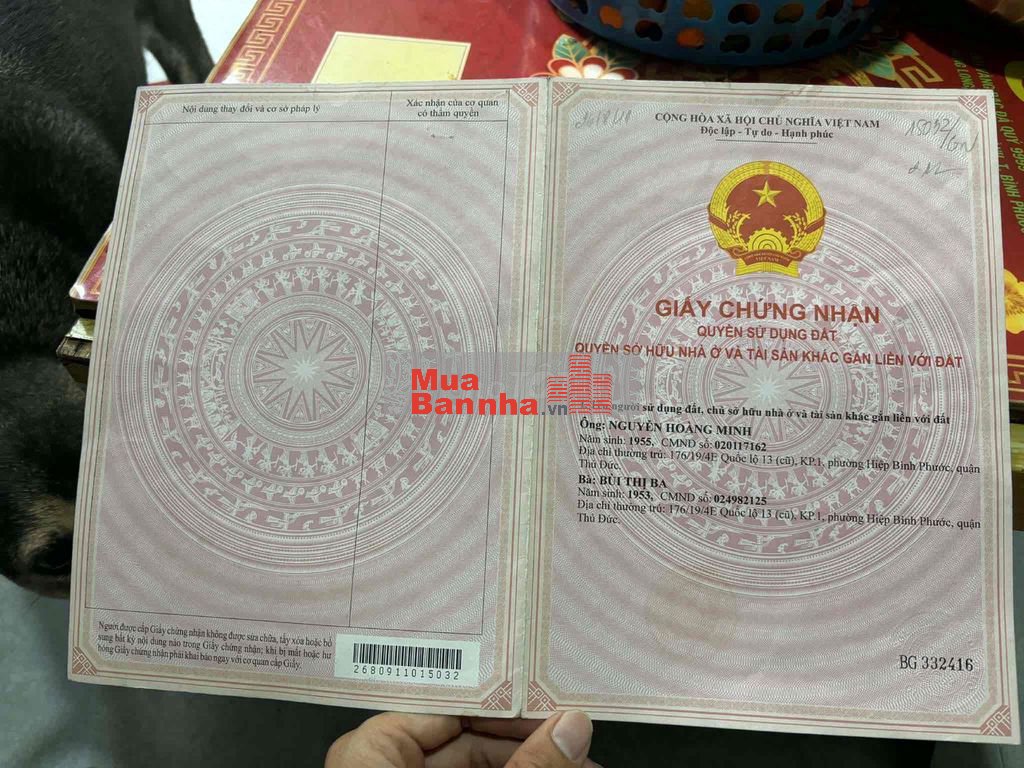 Nội dung thay đổi và cơ sở pháp lý
Xác nhận của cơ quan
có thẩm quyền
Người được cấp Giấy chứng nhận không được sửa chữa, tẩy xóa hoặc bổ
sung bất kỳ nội dung nào trong Giấy chứng nhận; khi bị mất hoặc hư
hỏng Giấy chứng nhận phải khai báo ngay với cơ quan cấp Giấy.
2680911015032
CỘNG HÒA XÃ HỘI CHỦ NGHĨA VIỆT NAM
Độc lập - Tự do - Hạnh phúc
15032/GN
GIẤY CHỨNG NHẬN
QUYỀN SỬ DỤNG ĐẤT
QUYỀN SỞ HỮU NHÀ Ở VÀ TÀI SẢN KHÁC GẮN LIỀN VỚI ĐẤT
người sử dụng đất, chủ sở hữu nhà ở và tài sản khác gắn liền với đất
Ông: NGUYỄN HOÀNG MINH
Năm sinh: 1955, CMND số: 020117162
Địa chỉ thường trú: 176/19/4E Quốc lộ 13 (cũ), KP.1, phường Hiệp Bình Phước, quận
Thủ Đức.
Bà: BÙI THỊ BA
Năm sinh: 1953, CMND số: 024982125
Địa chỉ thường trú: 176/19/4E Quốc lộ 13 (cũ), KP.1, phường Hiệp Bình Phước, quận
Thủ Đức.
BG 332416
Mua
Bannha.vn